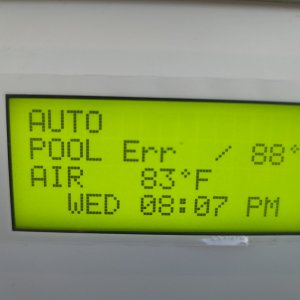 AUTO
POOL Err / 88°
AIR 83°F
WED 08:07 PM